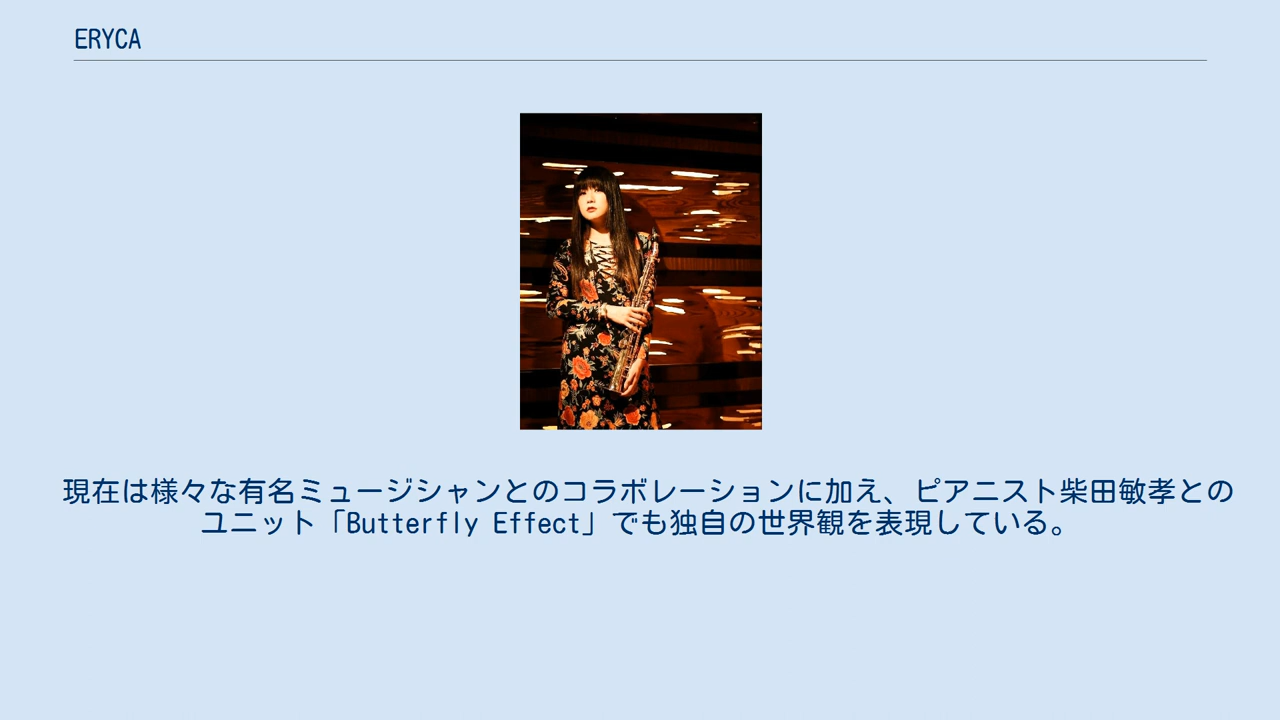 ERYCA
現在は様々な有名ミュージシャンとのコラボレーションに加え、ピアニスト柴田敏孝との
ユニット「Butterfly Effect」でも独自の世界観を表現している。